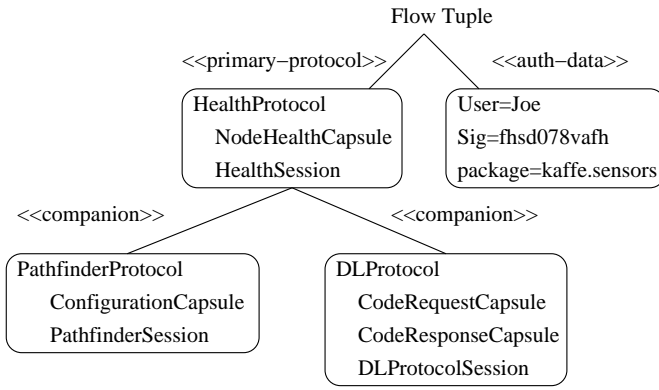 Flow Tuple
<<primary−protocol>>
<<auth−data>>
HealthProtocol
NodeHealthCapsule
HealthSession
User=Joe
Sig=fhsd078vafh
package=kaffe.sensors
<<companion>>
<<companion>>
PathfinderProtocol
ConfigurationCapsule
PathfinderSession
DLProtocol
CodeRequestCapsule
CodeResponseCapsule
DLProtocolSession